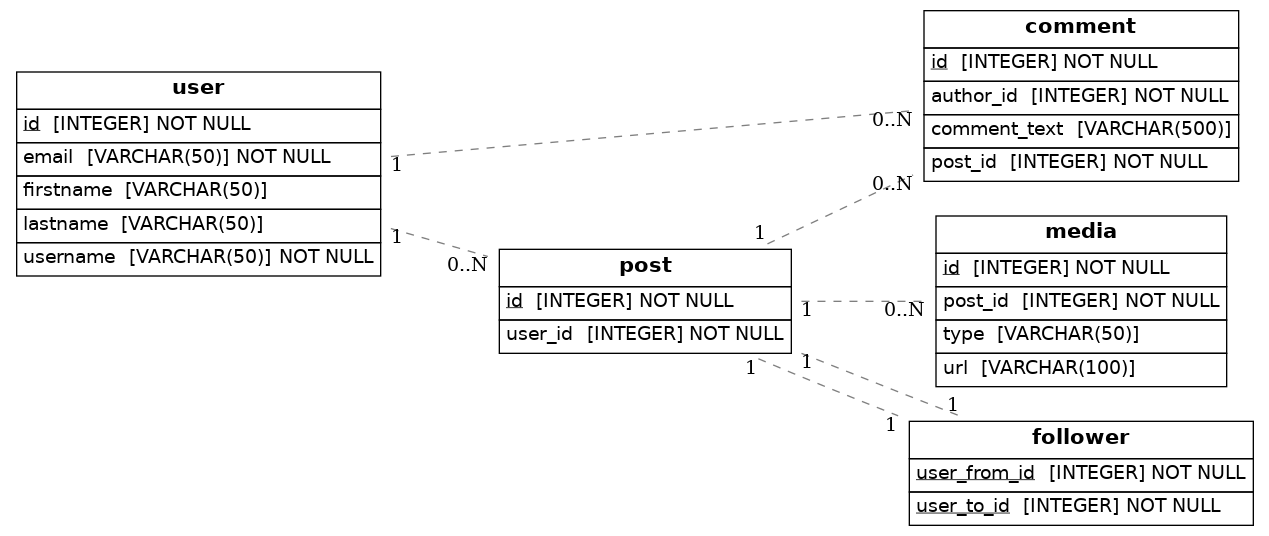 user
id [INTEGER] NOT NULL
email [VARCHAR(50)] NOT NULL
firstname [VARCHAR(50)]
lastname [VARCHAR(50)]
username [VARCHAR(50)] NOT NULL
1
0..N
1
0..N
comment
id [INTEGER] NOT NULL
author_id [INTEGER] NOT NULL
comment_text [VARCHAR(500)]
post_id [INTEGER] NOT NULL
post
id [INTEGER] NOT NULL
user_id [INTEGER] NOT NULL
1
0..N
1
0..N
media
id [INTEGER] NOT NULL
post_id [INTEGER] NOT NULL
type [VARCHAR(50)]
url [VARCHAR(100)]
1
1
1
1
follower
user_from_id [INTEGER] NOT NULL
user_to_id [INTEGER] NOT NULL